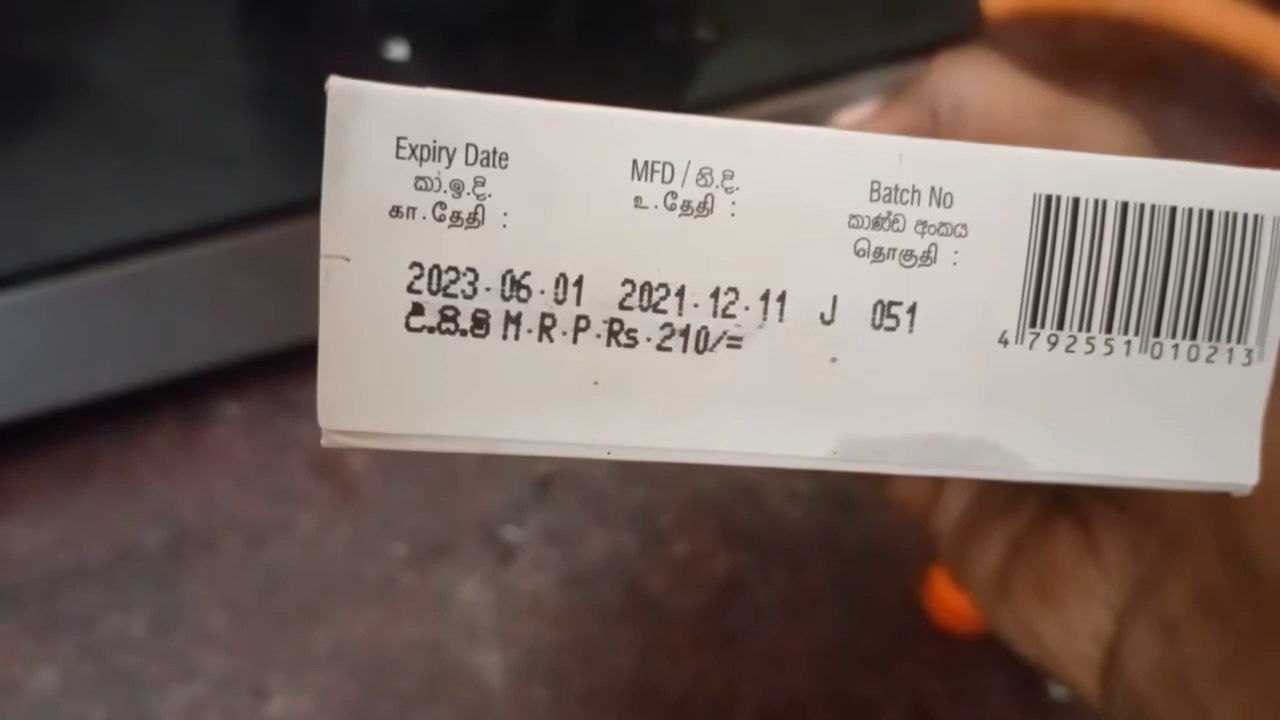 Expiry Date
කා.ඉ.දි.
கா.தேதி :
MFD / නි.දි.
உ.தேதி :
Batch No
කාණ්ඩ අංකය
தொகுதி :
2023.06.01 2021.12.11 J 051
උ.සි.මි M.R.P.Rs.210/=
4 792551 010213